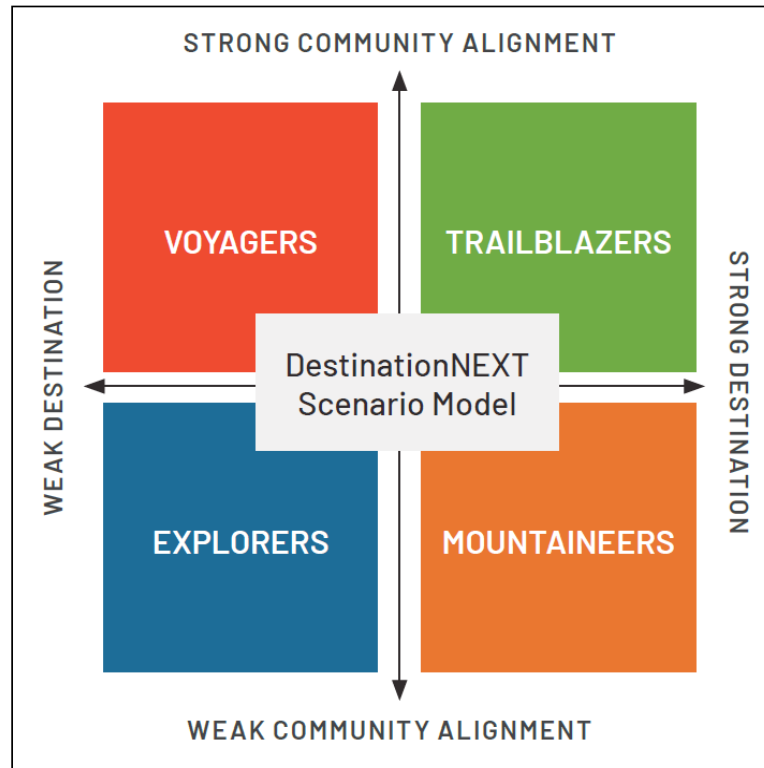 STRONG COMMUNITY ALIGNMENT
VOYAGERS
TRAILBLAZERS
WEAK DESTINATION
DestinationNEXT
Scenario Model
STRONG DESTINATION
EXPLORERS
MOUNTAINEERS
WEAK COMMUNITY ALIGNMENT